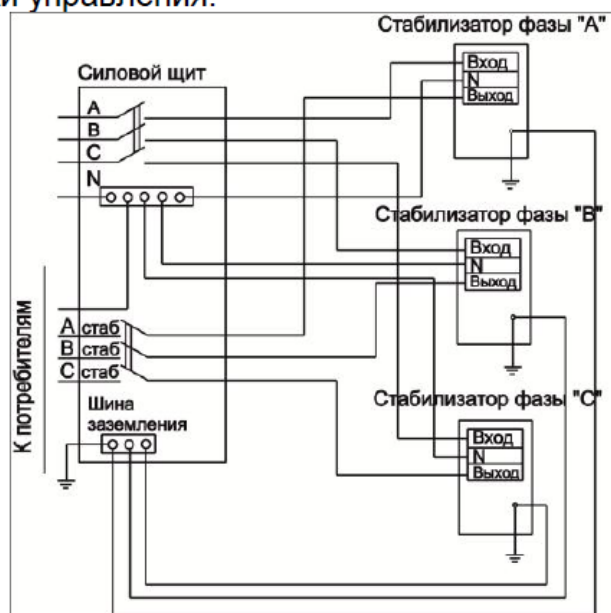 и управления.
Стабилизатор фазы "А"
Силовой щит
Вход
N
Выход
А
В
С
N
Стабилизатор фазы "В"
Вход
N
Выход
К потребителям
А стаб
В стаб
С стаб
Стабилизатор фазы "С"
Шина
заземления
Вход
N
Выход